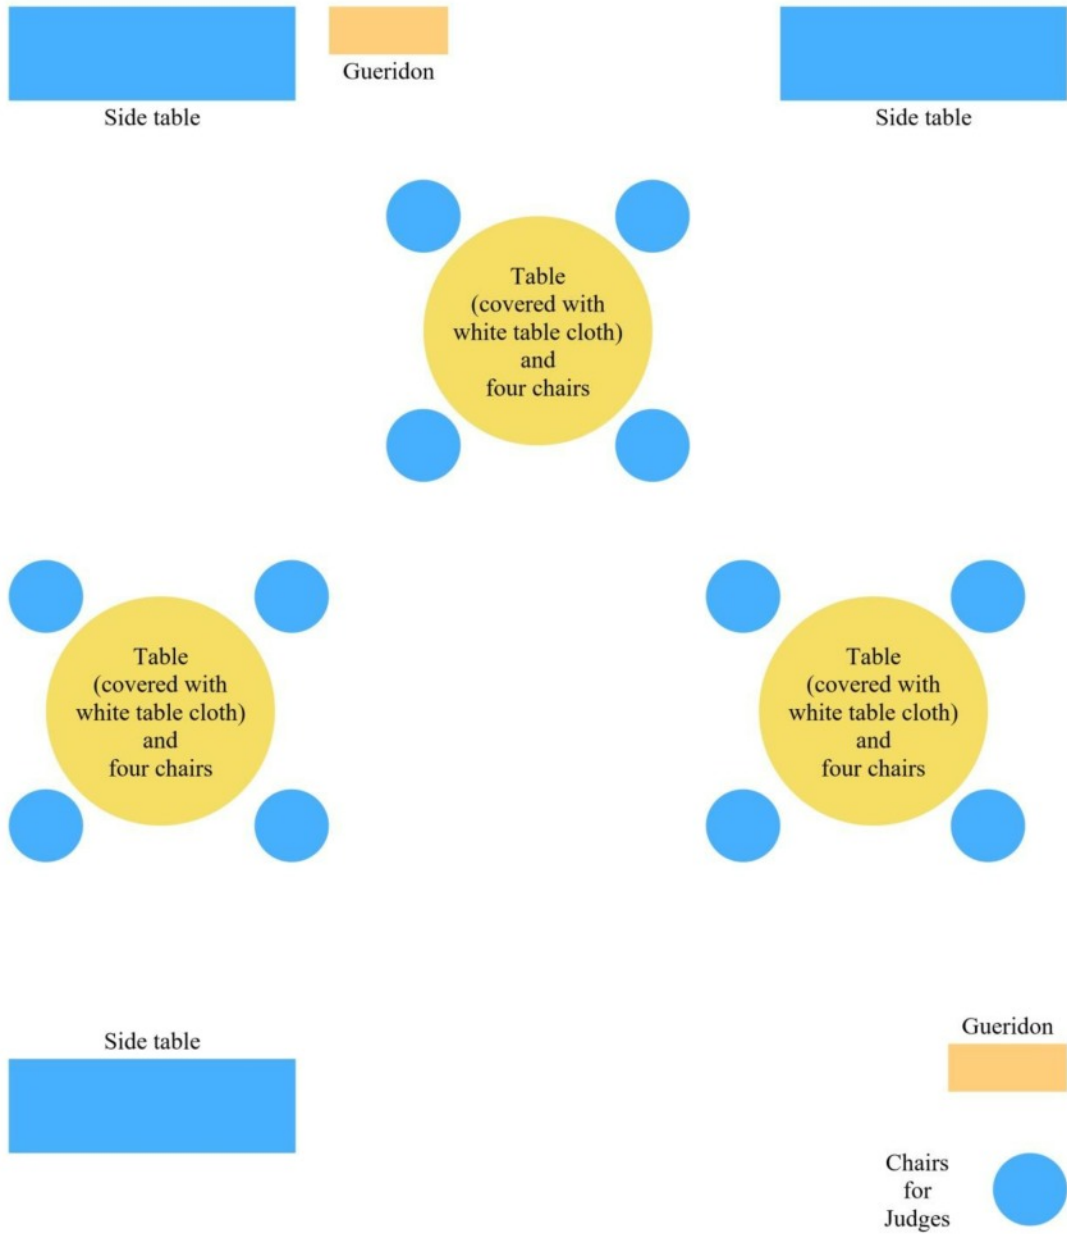 Gueridon
Side table
Side table
Table
(covered with
white table cloth)
and
four chairs
Table
(covered with
white table cloth)
and
four chairs
Table
(covered with
white table cloth)
and
four chairs
Gueridon
Side table
Chairs
for
Judges